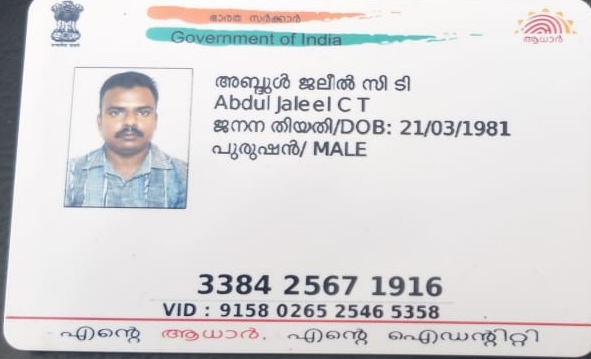 ഭാരത സർക്കാർ
Government of India
ആധാർ
അബ്ദുൾ ജലീൽ സി ടി
Abdul Jaleel C T
ജനന തിയതി/DOB: 21/03/1981
പുരുഷൻ/ MALE
3384 2567 1916
VID : 9158 0265 2546 5358
എന്റെ ആധാർ, എന്റെ ഐഡന്റിറ്റി